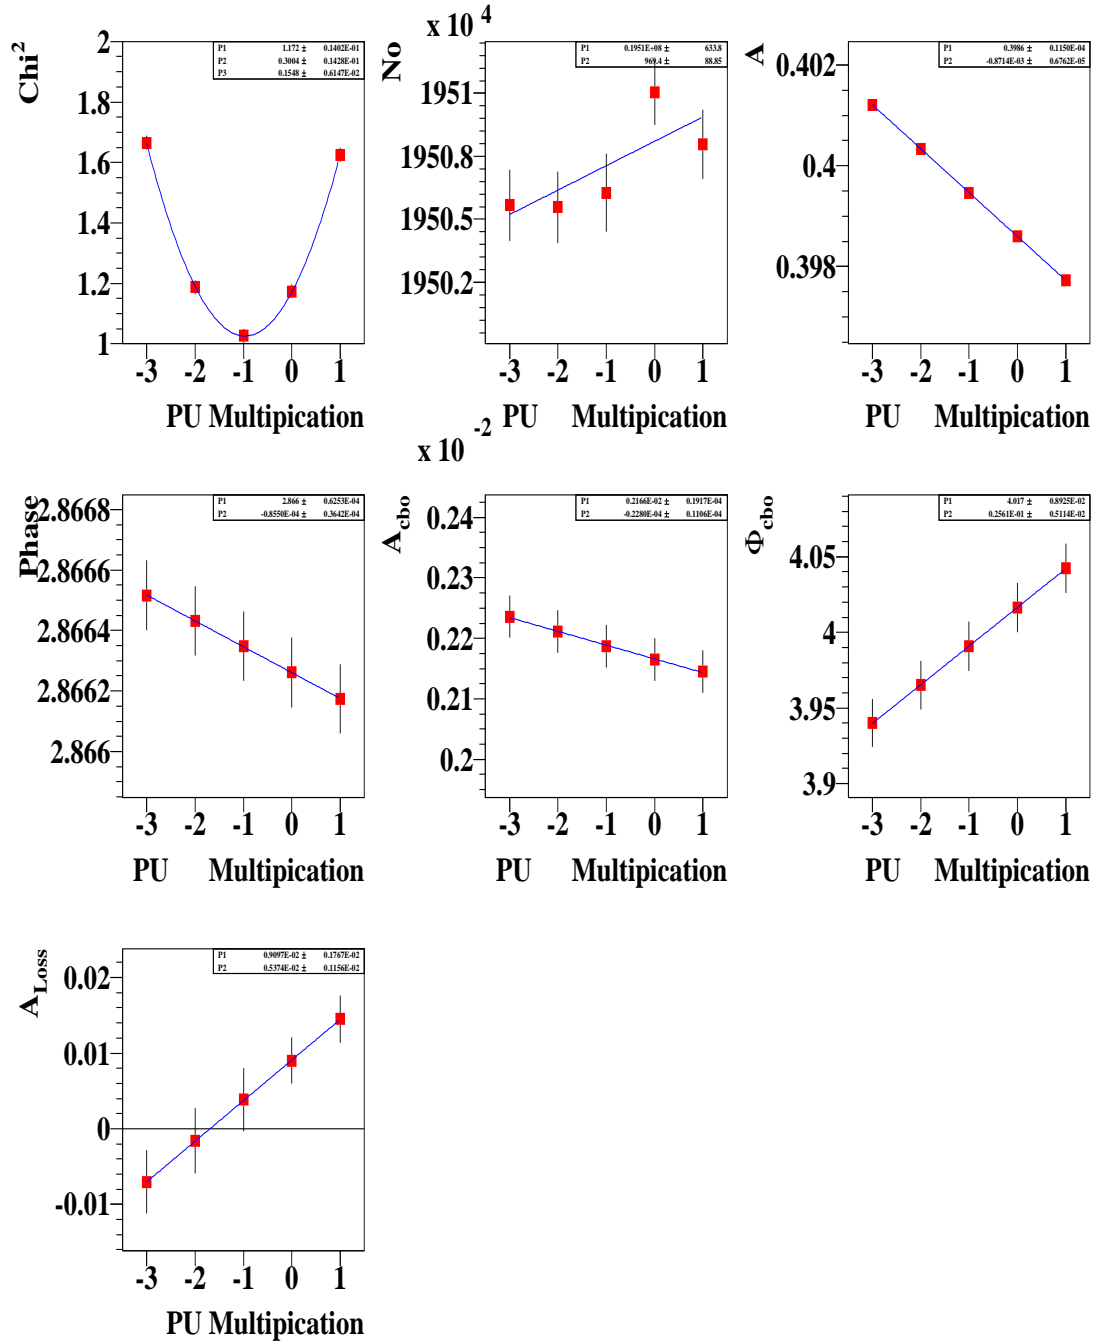 Chi2
2
1.8
1.6
1.4
1.2
1
P1 1.172 ± 0.1402E-01
P2 0.3004 ± 0.1428E-01
P3 0.1548 ± 0.6147E-02
-3 -2 -1 0 1
PU Multipication
x 10 4
No
1951
1950.8
1950.5
1950.2
P1 0.1951E+08 ± 633.8
P2 969.4 ± 88.85
-3 -2 -1 0 1
PU Multipication
A
0.402
0.4
0.398
P1 0.3986 ± 0.1150E-04
P2 -0.8714E-03 ± 0.6762E-05
-3 -2 -1 0 1
PU Multipication
Phase
2.8668
2.8666
2.8664
2.8662
2.866
P1 2.866 ± 0.6253E-04
P2 -0.8550E-04 ± 0.3642E-04
-3 -2 -1 0 1
PU Multipication
x 10 -2
Acbo
0.24
0.23
0.22
0.21
0.2
P1 0.2166E-02 ± 0.1917E-04
P2 -0.2280E-04 ± 0.1106E-04
-3 -2 -1 0 1
PU Multipication
Φcbo
4.05
4
3.95
3.9
P1 4.017 ± 0.8925E-02
P2 0.2561E-01 ± 0.5114E-02
-3 -2 -1 0 1
PU Multipication
ALoss
0.02
0.01
0
-0.01
P1 0.9097E-02 ± 0.1767E-02
P2 0.5374E-02 ± 0.1156E-02
-3 -2 -1 0 1
PU Multipication